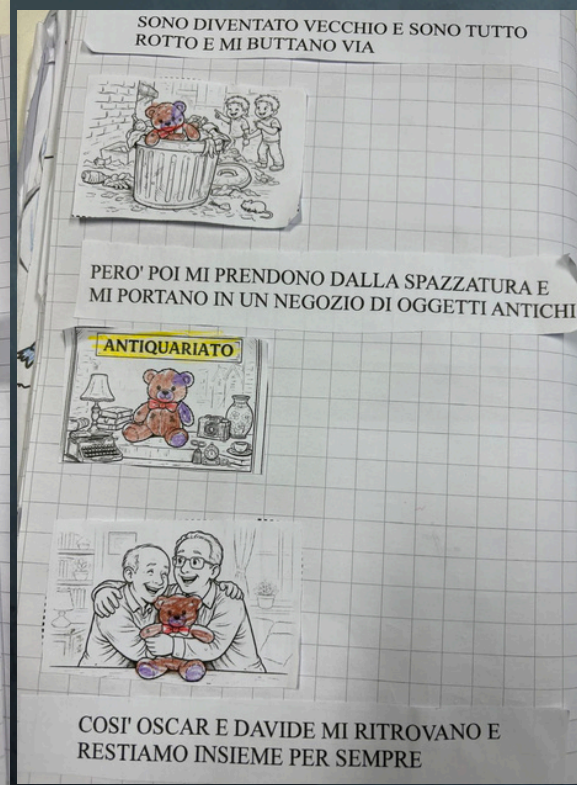 SONO DIVENTATO VECCHIO E SONO TUTTO
ROTTO E MI BUTTANO VIA
PERO' POI MI PRENDONO DALLA SPAZZATURA E
MI PORTANO IN UN NEGOZIO DI OGGETTI ANTICHI
ANTIQUARIATO
COSI' OSCAR E DAVIDE MI RITROVANO E
RESTIAMO INSIEME PER SEMPRE